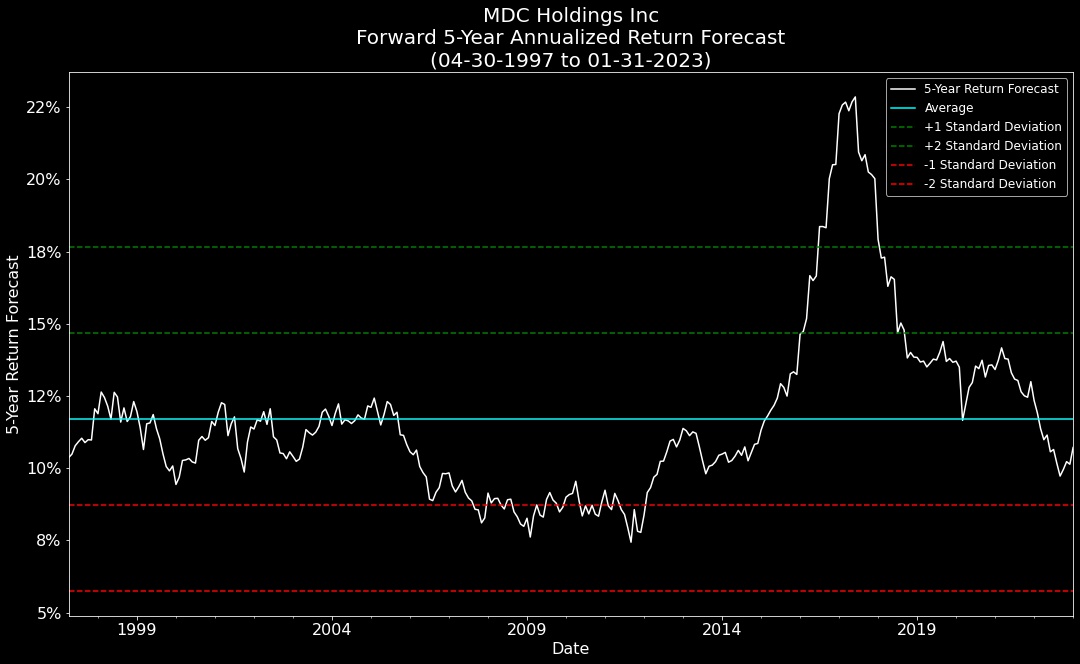 MDC Holdings Inc
Forward 5-Year Annualized Return Forecast
(04-30-1997 to 01-31-2023)
5-Year Return Forecast
Average
+1 Standard Deviation
+2 Standard Deviation
-1 Standard Deviation
-2 Standard Deviation
5-Year Return Forecast
22%
20%
18%
15%
12%
10%
8%
5%
1999
2004
2009
2014
2019
Date